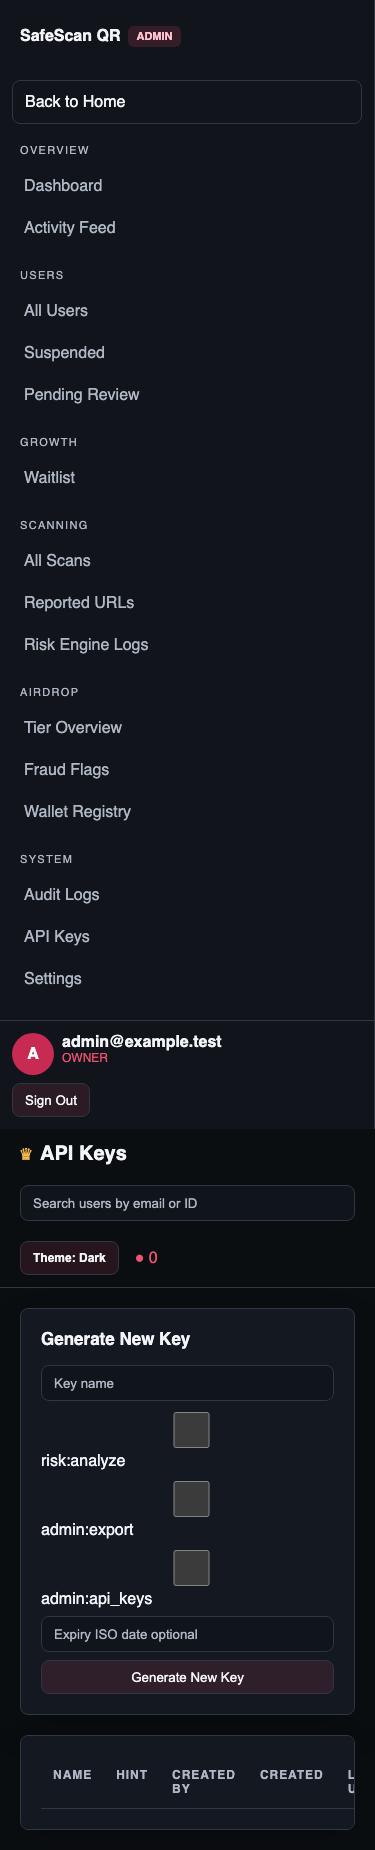 SafeScan QR ADMIN
Back to Home
OVERVIEW
Dashboard
Activity Feed
USERS
All Users
Suspended
Pending Review
GROWTH
Waitlist
SCANNING
All Scans
Reported URLs
Risk Engine Logs
AIRDROP
Tier Overview
Fraud Flags
Wallet Registry
SYSTEM
Audit Logs
API Keys
Settings
A
admin@example.test
OWNER
Sign Out
API Keys
Search users by email or ID
Theme: Dark
0
Generate New Key
Key name
risk:analyze
admin:export
admin:api_keys
Expiry ISO date optional
Generate New Key
NAME HINT CREATED BY CREATED